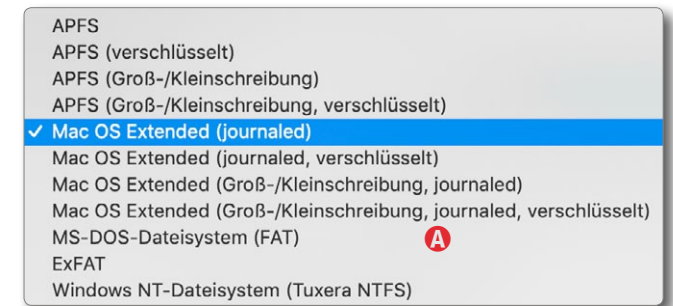 APFS
APFS (verschlüsselt)
APFS (Groß-/Kleinschreibung)
APFS (Groß-/Kleinschreibung, verschlüsselt)
✓ Mac OS Extended (journaled)
Mac OS Extended (journaled, verschlüsselt)
Mac OS Extended (Groß-/Kleinschreibung, journaled)
Mac OS Extended (Groß-/Kleinschreibung, journaled, verschlüsselt)
MS-DOS-Dateisystem (FAT) A
ExFAT
Windows NT-Dateisystem (Tuxera NTFS)